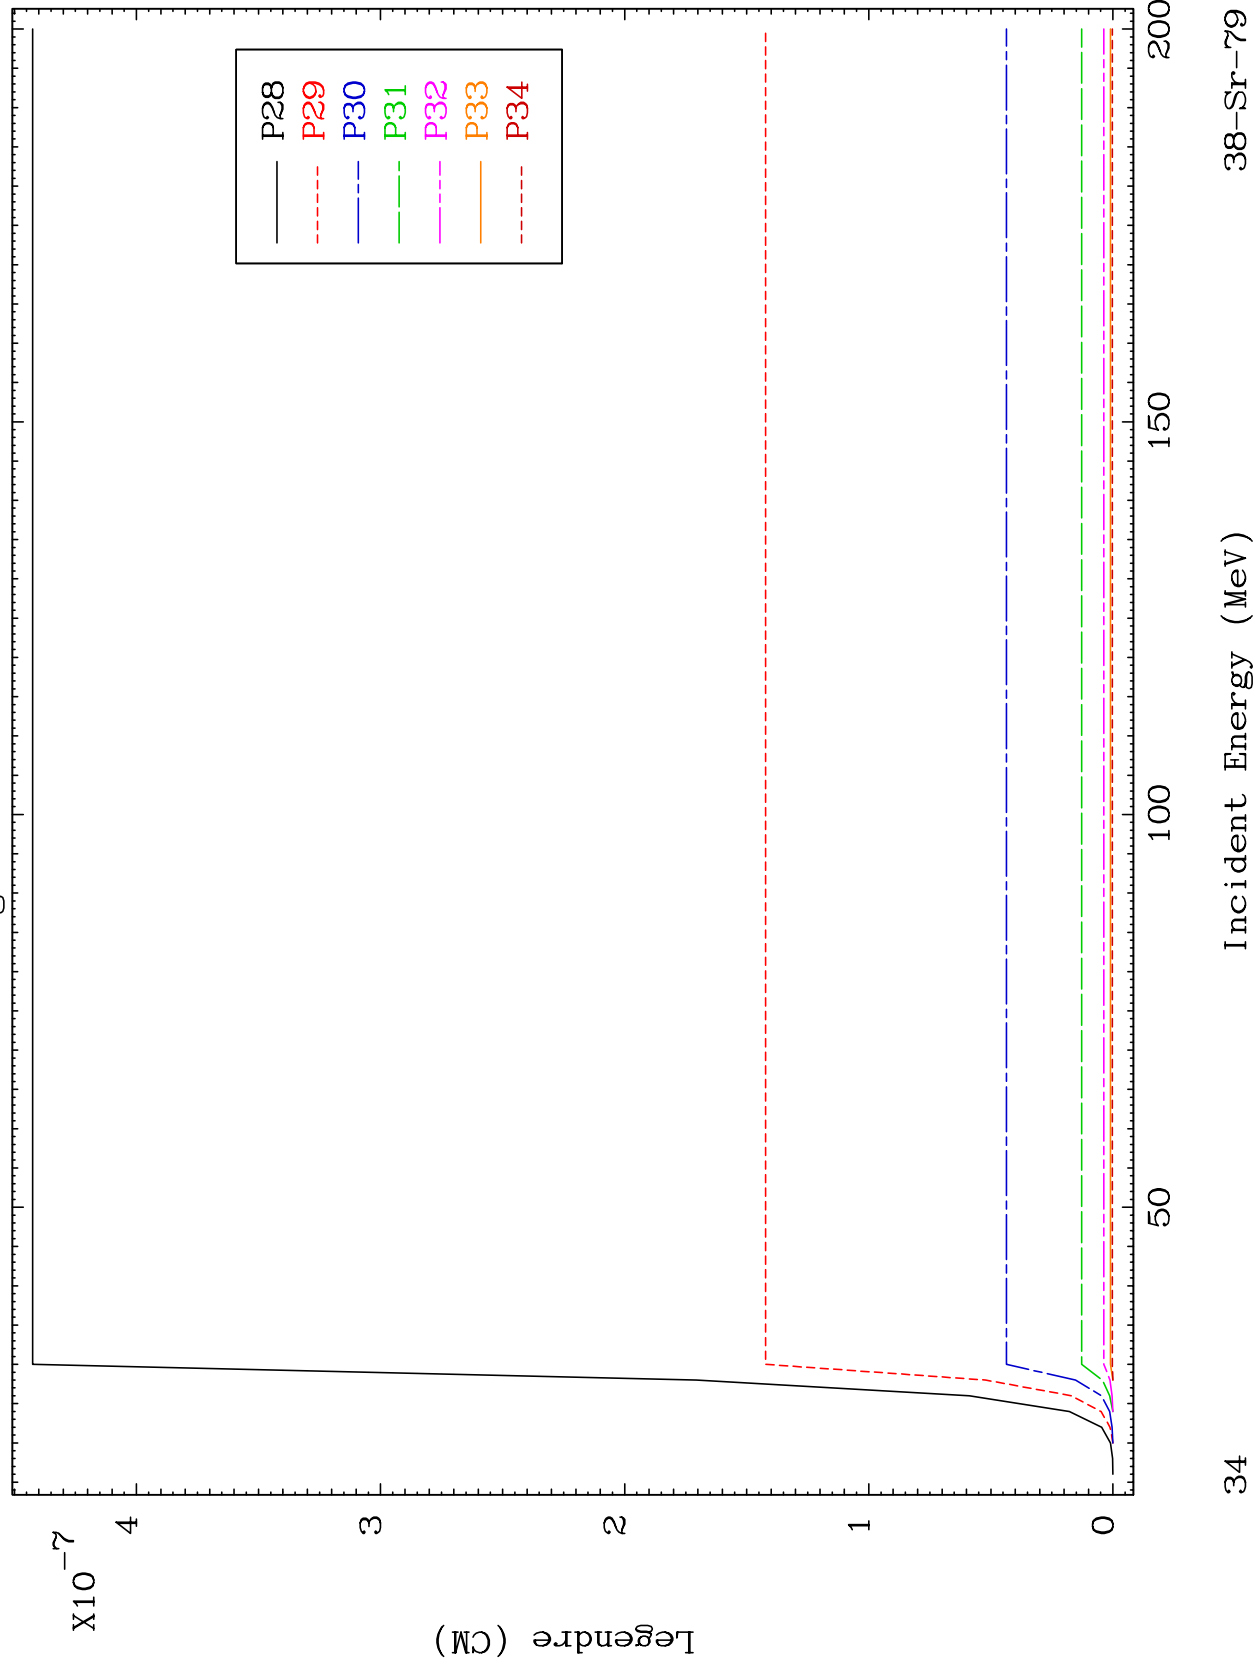 X10-7
Legendre (CM)
4
3
2
1
0
P28
P29
P30
P31
P32
P33
P34
50
100
150
200
Incident Energy (MeV)
34
38-Sr-79